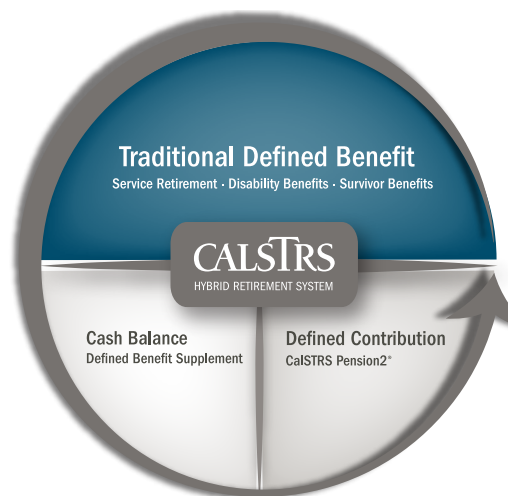 Traditional Defined Benefit
Service Retirement · Disability Benefits · Survivor Benefits
CALSTRS
HYBRID RETIREMENT SYSTEM
Cash Balance
Defined Benefit Supplement
Defined Contribution
CalSTRS Pension2®